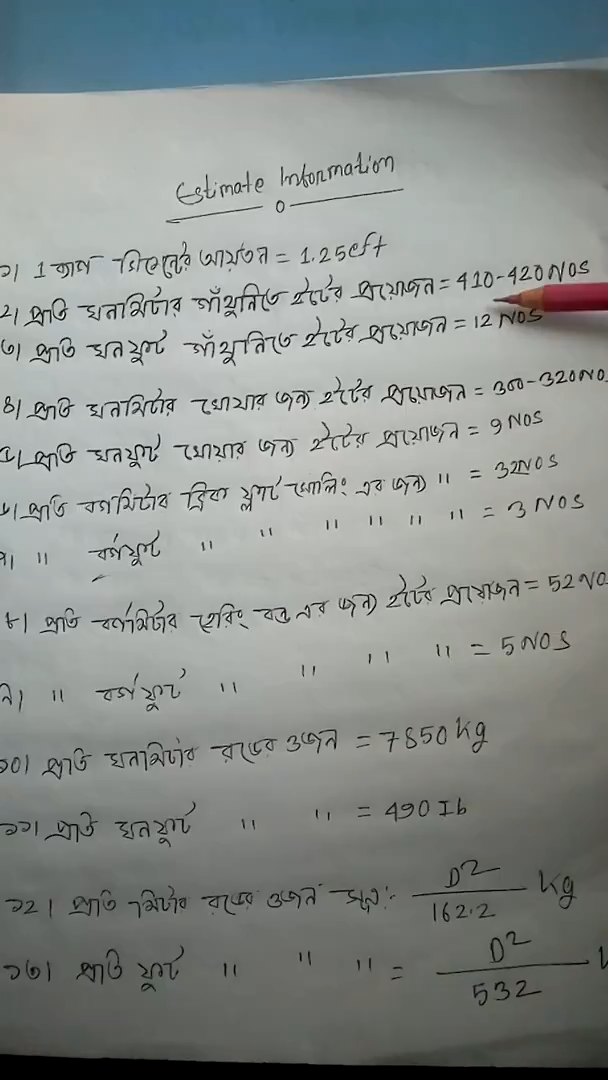 Estimate Information
১। 1 ব্যাগ সিমেন্টের আয়তন = 1.25cft
২। প্রতি ঘনমিটার গাঁথুনিতে ইটের প্রয়োজন = 410-420 NOS
৩। প্রতি ঘনফুট গাঁথুনিতে ইটের প্রয়োজন = 12 NOS
৪। প্রতি ঘনমিটার খোয়ার জন্য ইটের প্রয়োজন = 300-320 NO
৫। প্রতি ঘনফুট খোয়ার জন্য ইটের প্রয়োজন = 9 NOS
৬। প্রতি বর্গমিটার ব্রিক ফ্লাট সোলিং এর জন্য " = 32 NOS
৭। " বর্গফুট " " " " " " = 3 NOS
৮। প্রতি বর্গমিটার হেরিং বন্ড এর জন্য ইটের প্রয়োজন = 52 NO
৯। " বর্গফুট " " " " = 5 NOS
১০। প্রতি ঘনমিটার রডের ওজন = 7850 kg
১১। প্রতি ঘনফুট " " = 490 Ib
১২। প্রতি মিটার রডের ওজন D² / 162.2 kg
১৩। প্রতি ফুট " " " = D² / 532